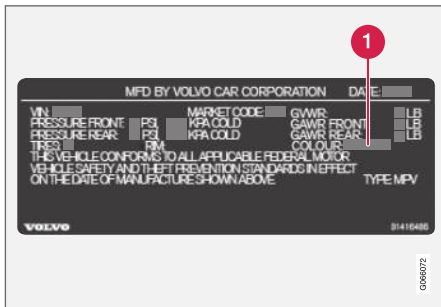 1
MFD BY VOLVO CAR CORPORATION DATE:
VIN: MARKET CODE: GVWR: LB
PRESSURE FRONT: PSI, KPA COLD GAWR FRONT: LB
PRESSURE REAR: PSI, KPA COLD GAWR REAR: LB
TIRES: RIM: COLOUR:
THIS VEHICLE CONFORMS TO ALL APPLICABLE FEDERAL MOTOR
VEHICLE SAFETY AND THEFT PREVENTION STANDARDS IN EFFECT
ON THE DATE OF MANUFACTURE SHOWN ABOVE TYPE: MPV
VOLVO 31416486
G066072